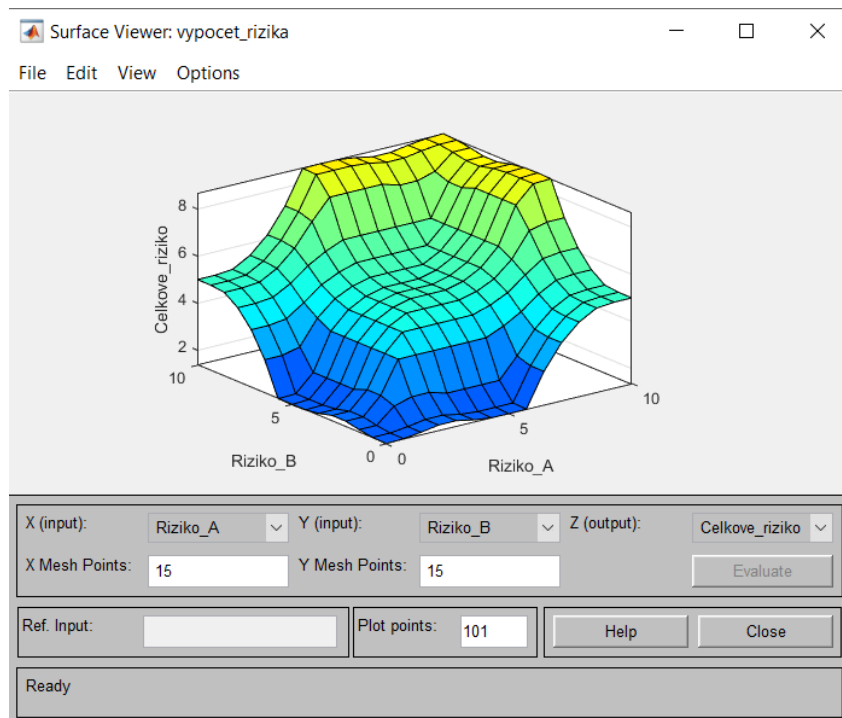 Surface Viewer: vypocet_rizika
File Edit View Options
8
6
4
2
Celkove_riziko
10
5
0
Riziko_B
0
5
10
Riziko_A
X (input): Riziko_A Y (input): Riziko_B Z (output): Celkove_riziko
X Mesh Points: 15 Y Mesh Points: 15 Evaluate
Ref. Input: Plot points: 101 Help Close
Ready